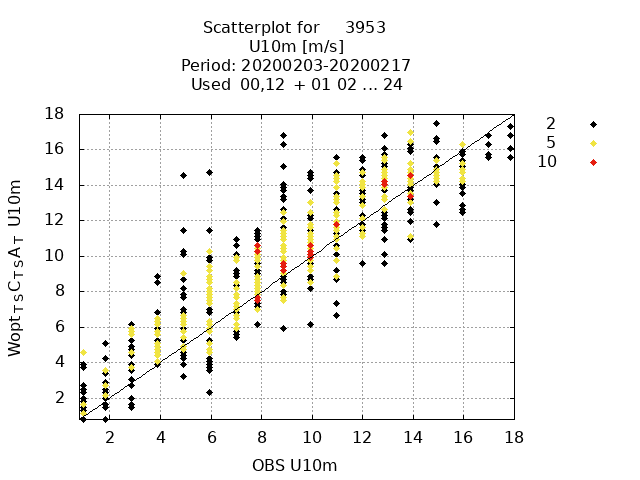 Scatterplot for 3953
U10m [m/s]
Period: 20200203-20200217
Used 00,12 + 01 02 ... 24
18
16
14
12
10
8
6
4
2
2 4 6 8 10 12 14 16 18
WoptTSCTSAT U10m
OBS U10m
2
5
10